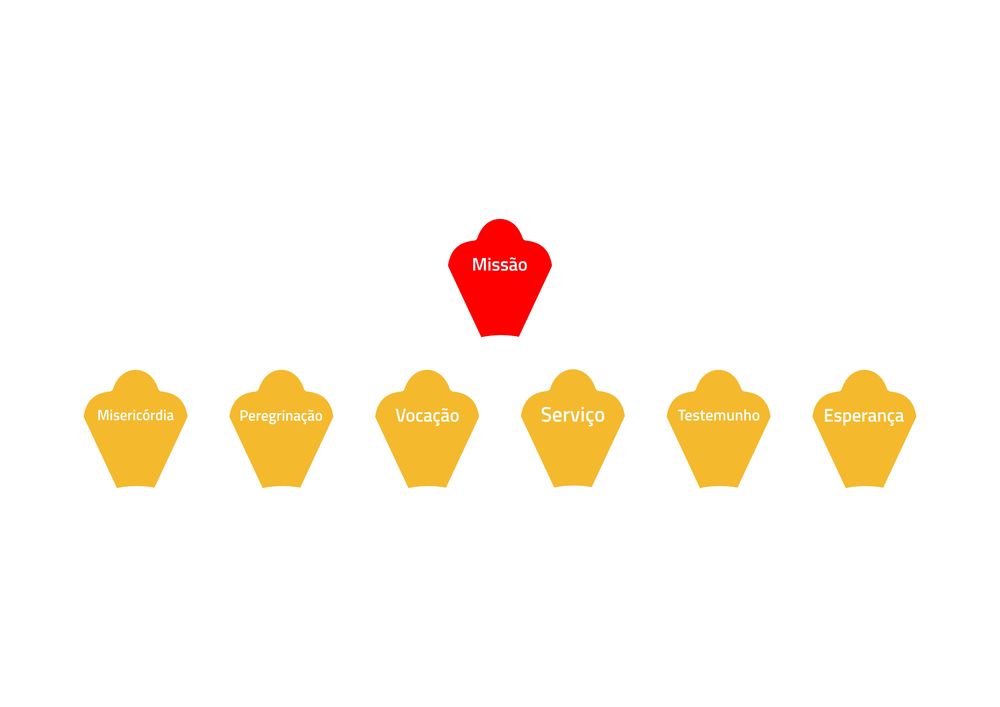 Missão
Misericórdia
Peregrinação
Vocação
Serviço
Testemunho
Esperança